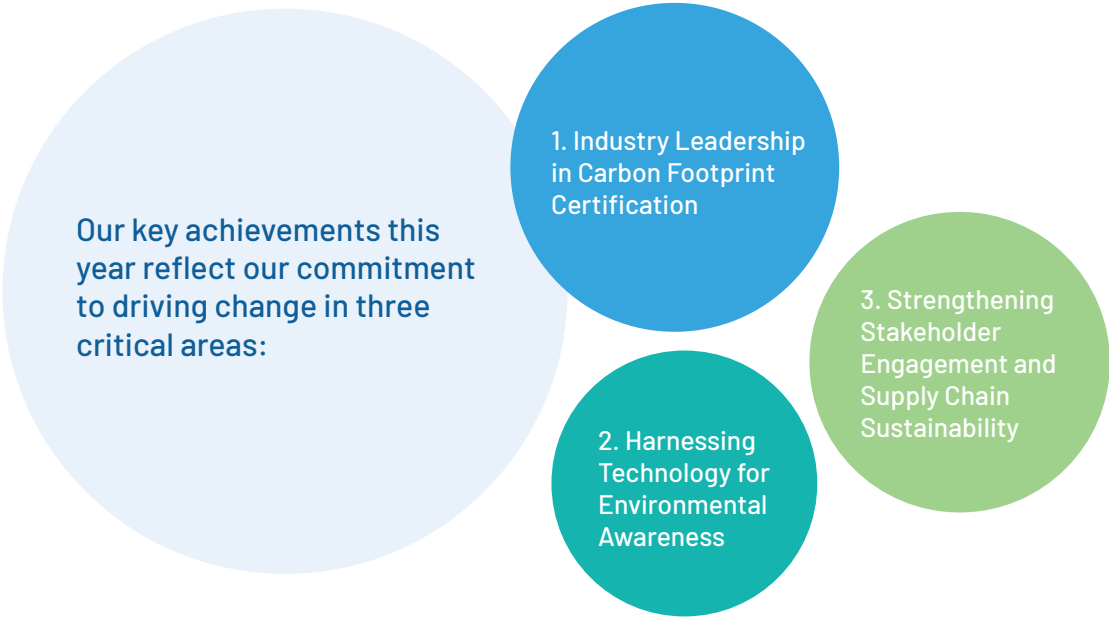 Our key achievements this
year reflect our commitment
to driving change in three
critical areas:
1. Industry Leadership
in Carbon Footprint
Certification
2. Harnessing
Technology for
Environmental
Awareness
3. Strengthening
Stakeholder
Engagement and
Supply Chain
Sustainability